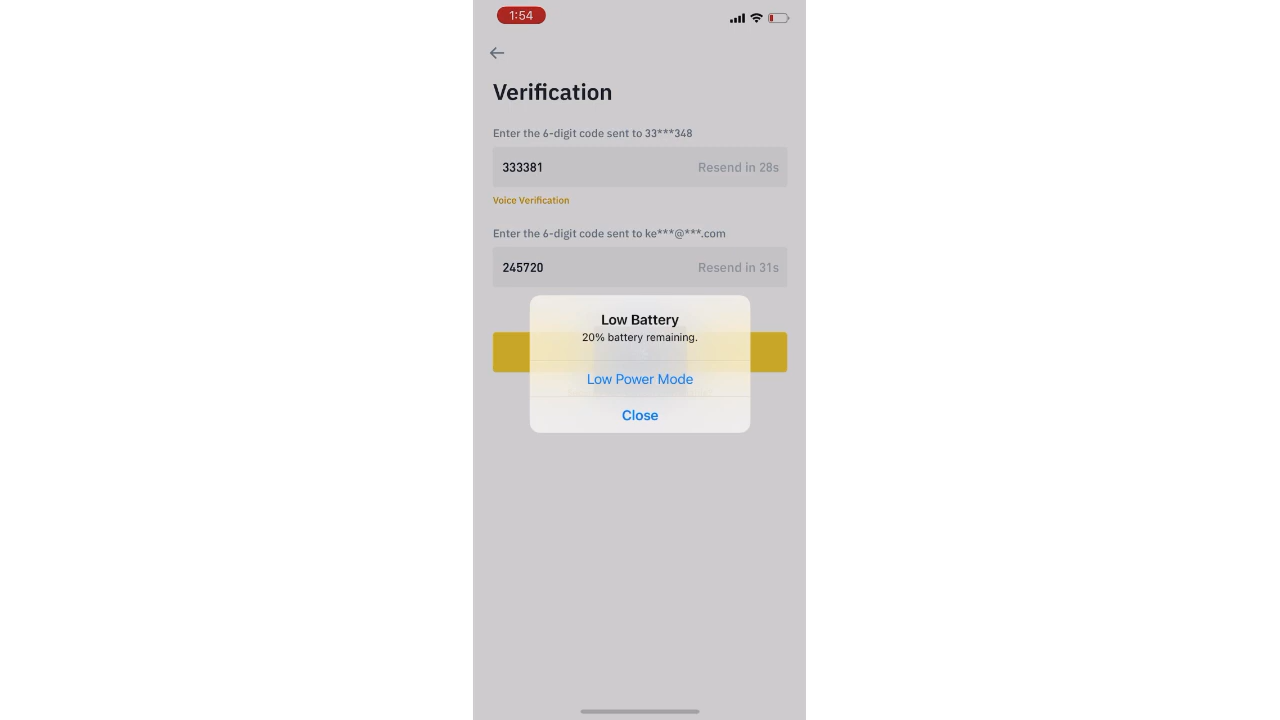 1:54
Verification
Enter the 6-digit code sent to 33***348
333381 Resend in 28s
Voice Verification
Enter the 6-digit code sent to ke***@***.com
245720 Resend in 31s
Low Battery
20% battery remaining.
Low Power Mode
Close